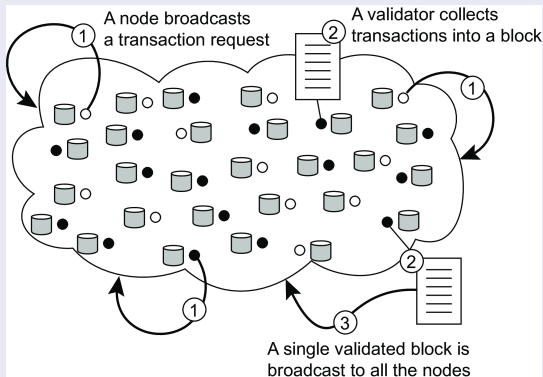 1
A node broadcasts
a transaction request
2
A validator collects
transactions into a block
1
1
2
3
A single validated block is
broadcast to all the nodes